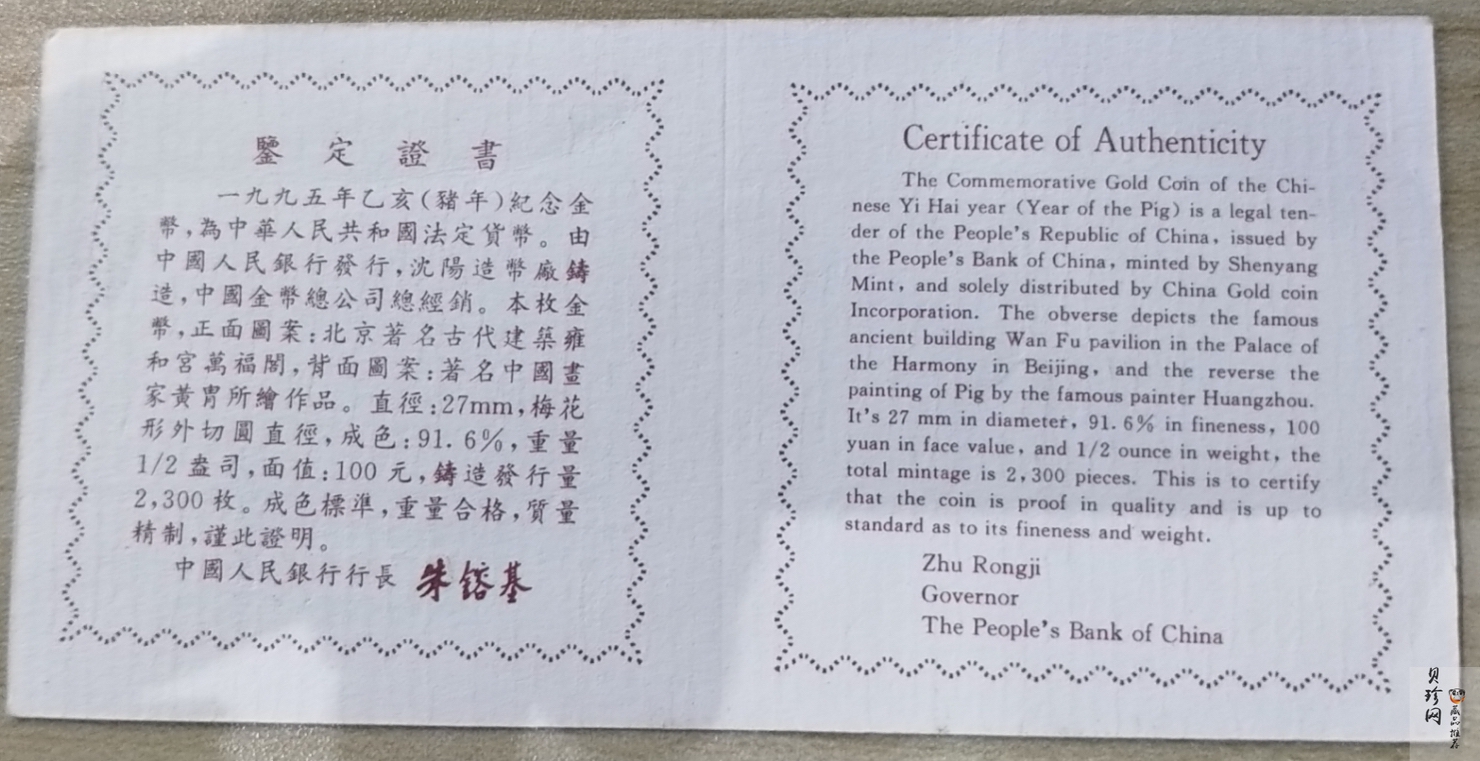 鑒定證書
一九九五年乙亥(豬年)紀念金
幣,為中華人民共和國法定貨幣。由
中國人民銀行發行,沈陽造幣廠鑄
造,中國金幣總公司總經銷。本枚金
幣,正面圖案:北京著名古代建築雍
和宮萬福閣,背面圖案:著名中國畫
家黃胄所繪作品。直徑:27mm,梅花
形外切圓直徑,成色:91.6%,重量
1/2盎司,面值:100元,鑄造發行量
2,300枚。成色標準,重量合格,質量
精制,謹此證明。
中國人民銀行行長 朱鎔基
Certificate of Authenticity
The Commemorative Gold Coin of the Chi-
nese Yi Hai year (Year of the Pig) is a legal ten-
der of the People's Republic of China, issued by
the People's Bank of China, minted by Shenyang
Mint, and solely distributed by China Gold coin
Incorporation. The obverse depicts the famous
ancient building Wan Fu pavilion in the Palace of
the Harmony in Beijing, and the reverse the
painting of Pig by the famous painter Huangzhou.
It's 27 mm in diameter, 91.6% in fineness, 100
yuan in face value, and 1/2 ounce in weight, the
total mintage is 2,300 pieces. This is to certify
that the coin is proof in quality and is up to
standard as to its fineness and weight.
Zhu Rongji
Governor
The People's Bank of China
贝珍网
藏品推荐